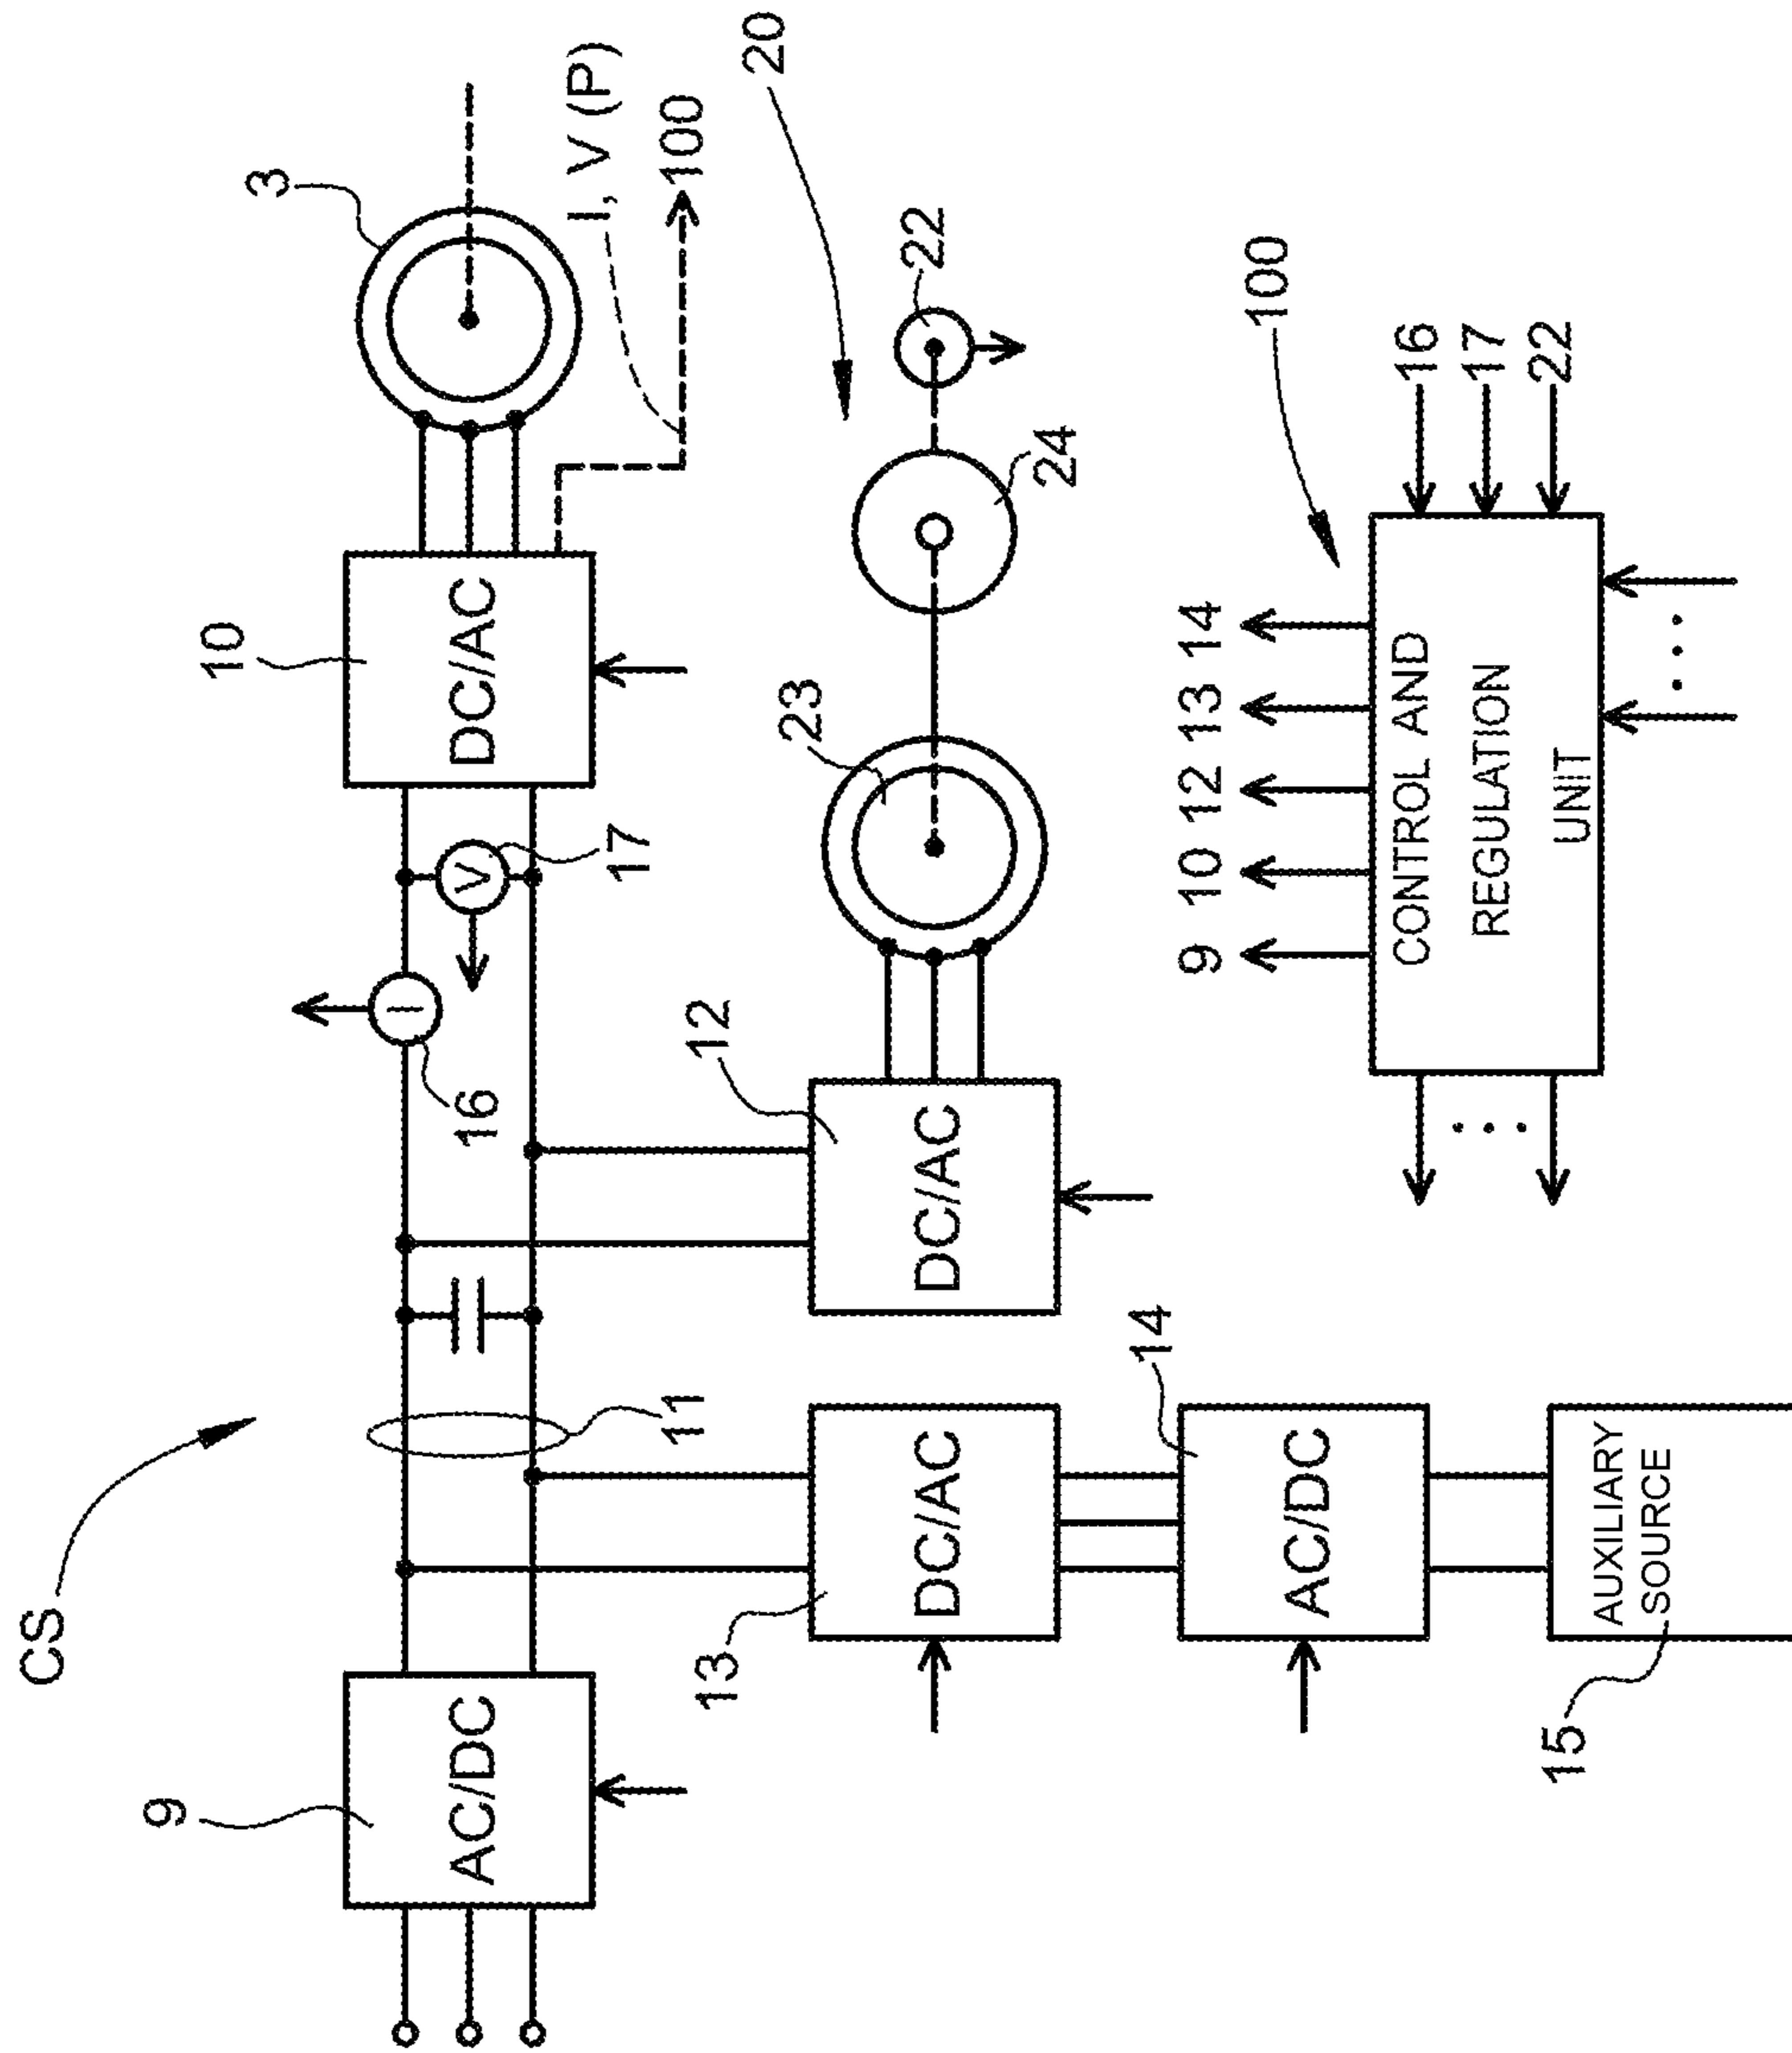 CS
9
AC/DC
11
16
I
17
V
10
DC/AC
3
I, V (P)
100
20
13
DC/AC
12
DC/AC
23
24
22
14
AC/DC
15
AUXILIARY
SOURCE
100
9 10 12 13 14
CONTROL AND
REGULATION
UNIT
16
17
22